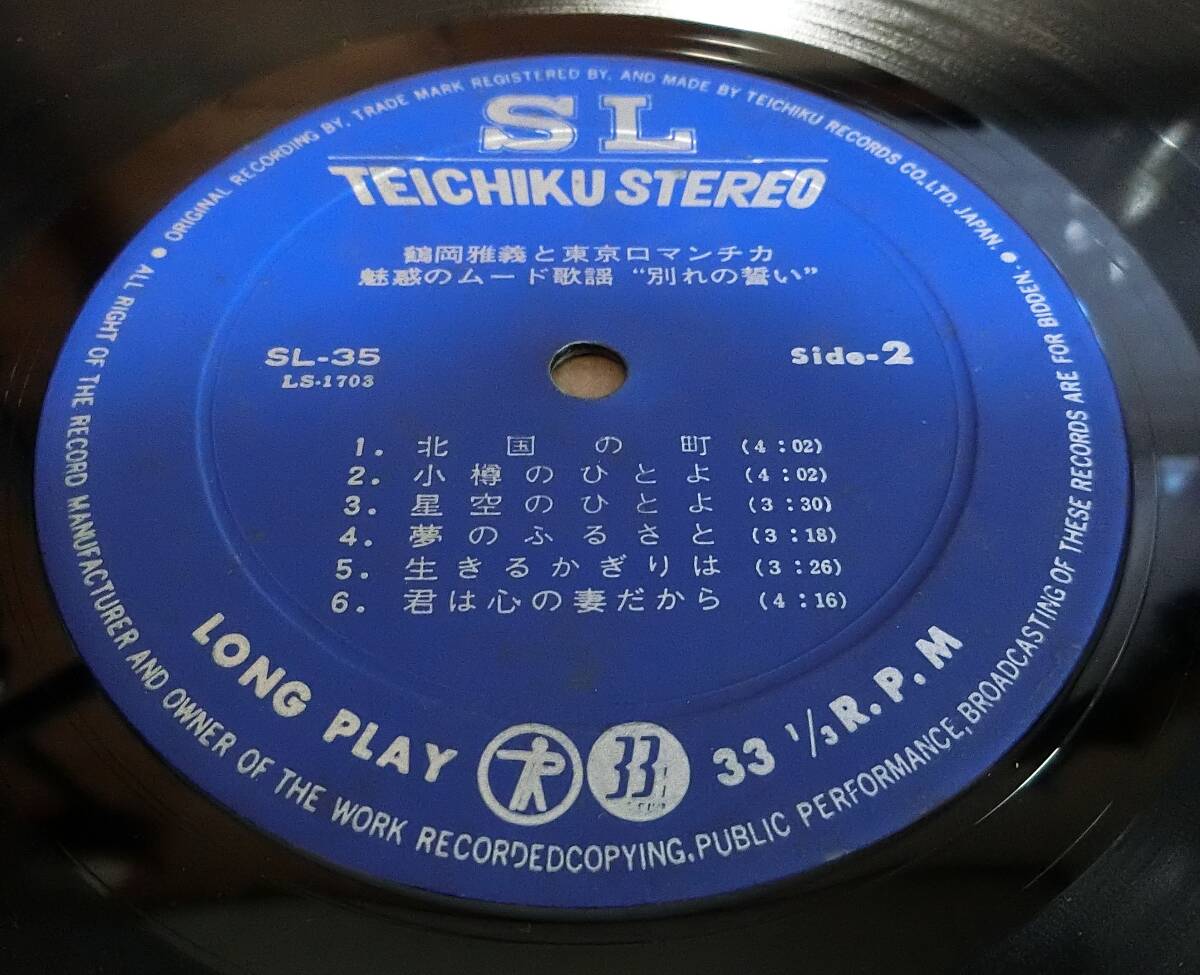 ORIGINAL RECORDING BY. TRADE MARK REGISTERED BY. AND MADE BY TEICHIKU RECORDS CO.,LTD. JAPAN.
SL
TEICHIKU STEREO
鶴岡雅義と東京ロマンチカ
魅惑のムード歌謡 “別れの誓い”
SL-35
LS-1703
Side-2
1. 北国の町 (4:02)
2. 小樽のひとよ (4:02)
3. 星空のひとよ (3:30)
4. 夢のふるさと (3:18)
5. 生きるかぎりは (3:26)
6. 君は心の妻だから (4:16)
LONG PLAY
33
33 1/3 R.P.M
ALL RIGHT OF THE RECORD MANUFACTURER AND OWNER OF THE WORK RECORDEDCOPYING.PUBLIC PERFORMANCE,BROADCASTING OF THESE RECORDS ARE FOR BIDDEN.